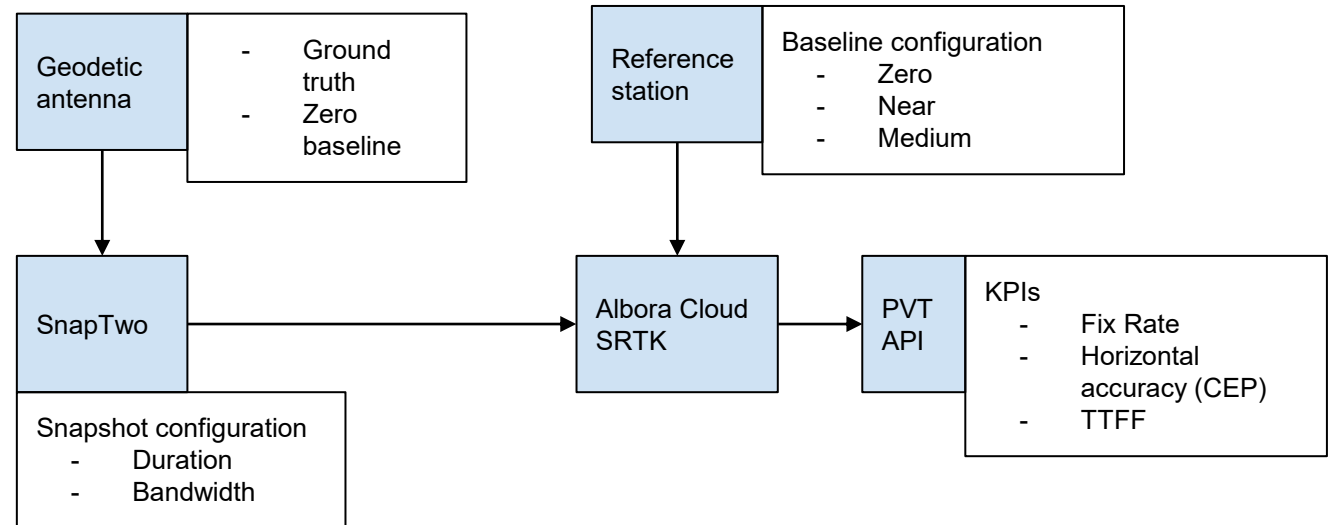 Geodetic
antenna
- Ground
truth
- Zero
baseline
Reference
station
Baseline configuration
- Zero
- Near
- Medium
SnapTwo
Snapshot configuration
- Duration
- Bandwidth
Albora Cloud
SRTK
PVT
API
KPIs
- Fix Rate
- Horizontal
accuracy (CEP)
- TTFF